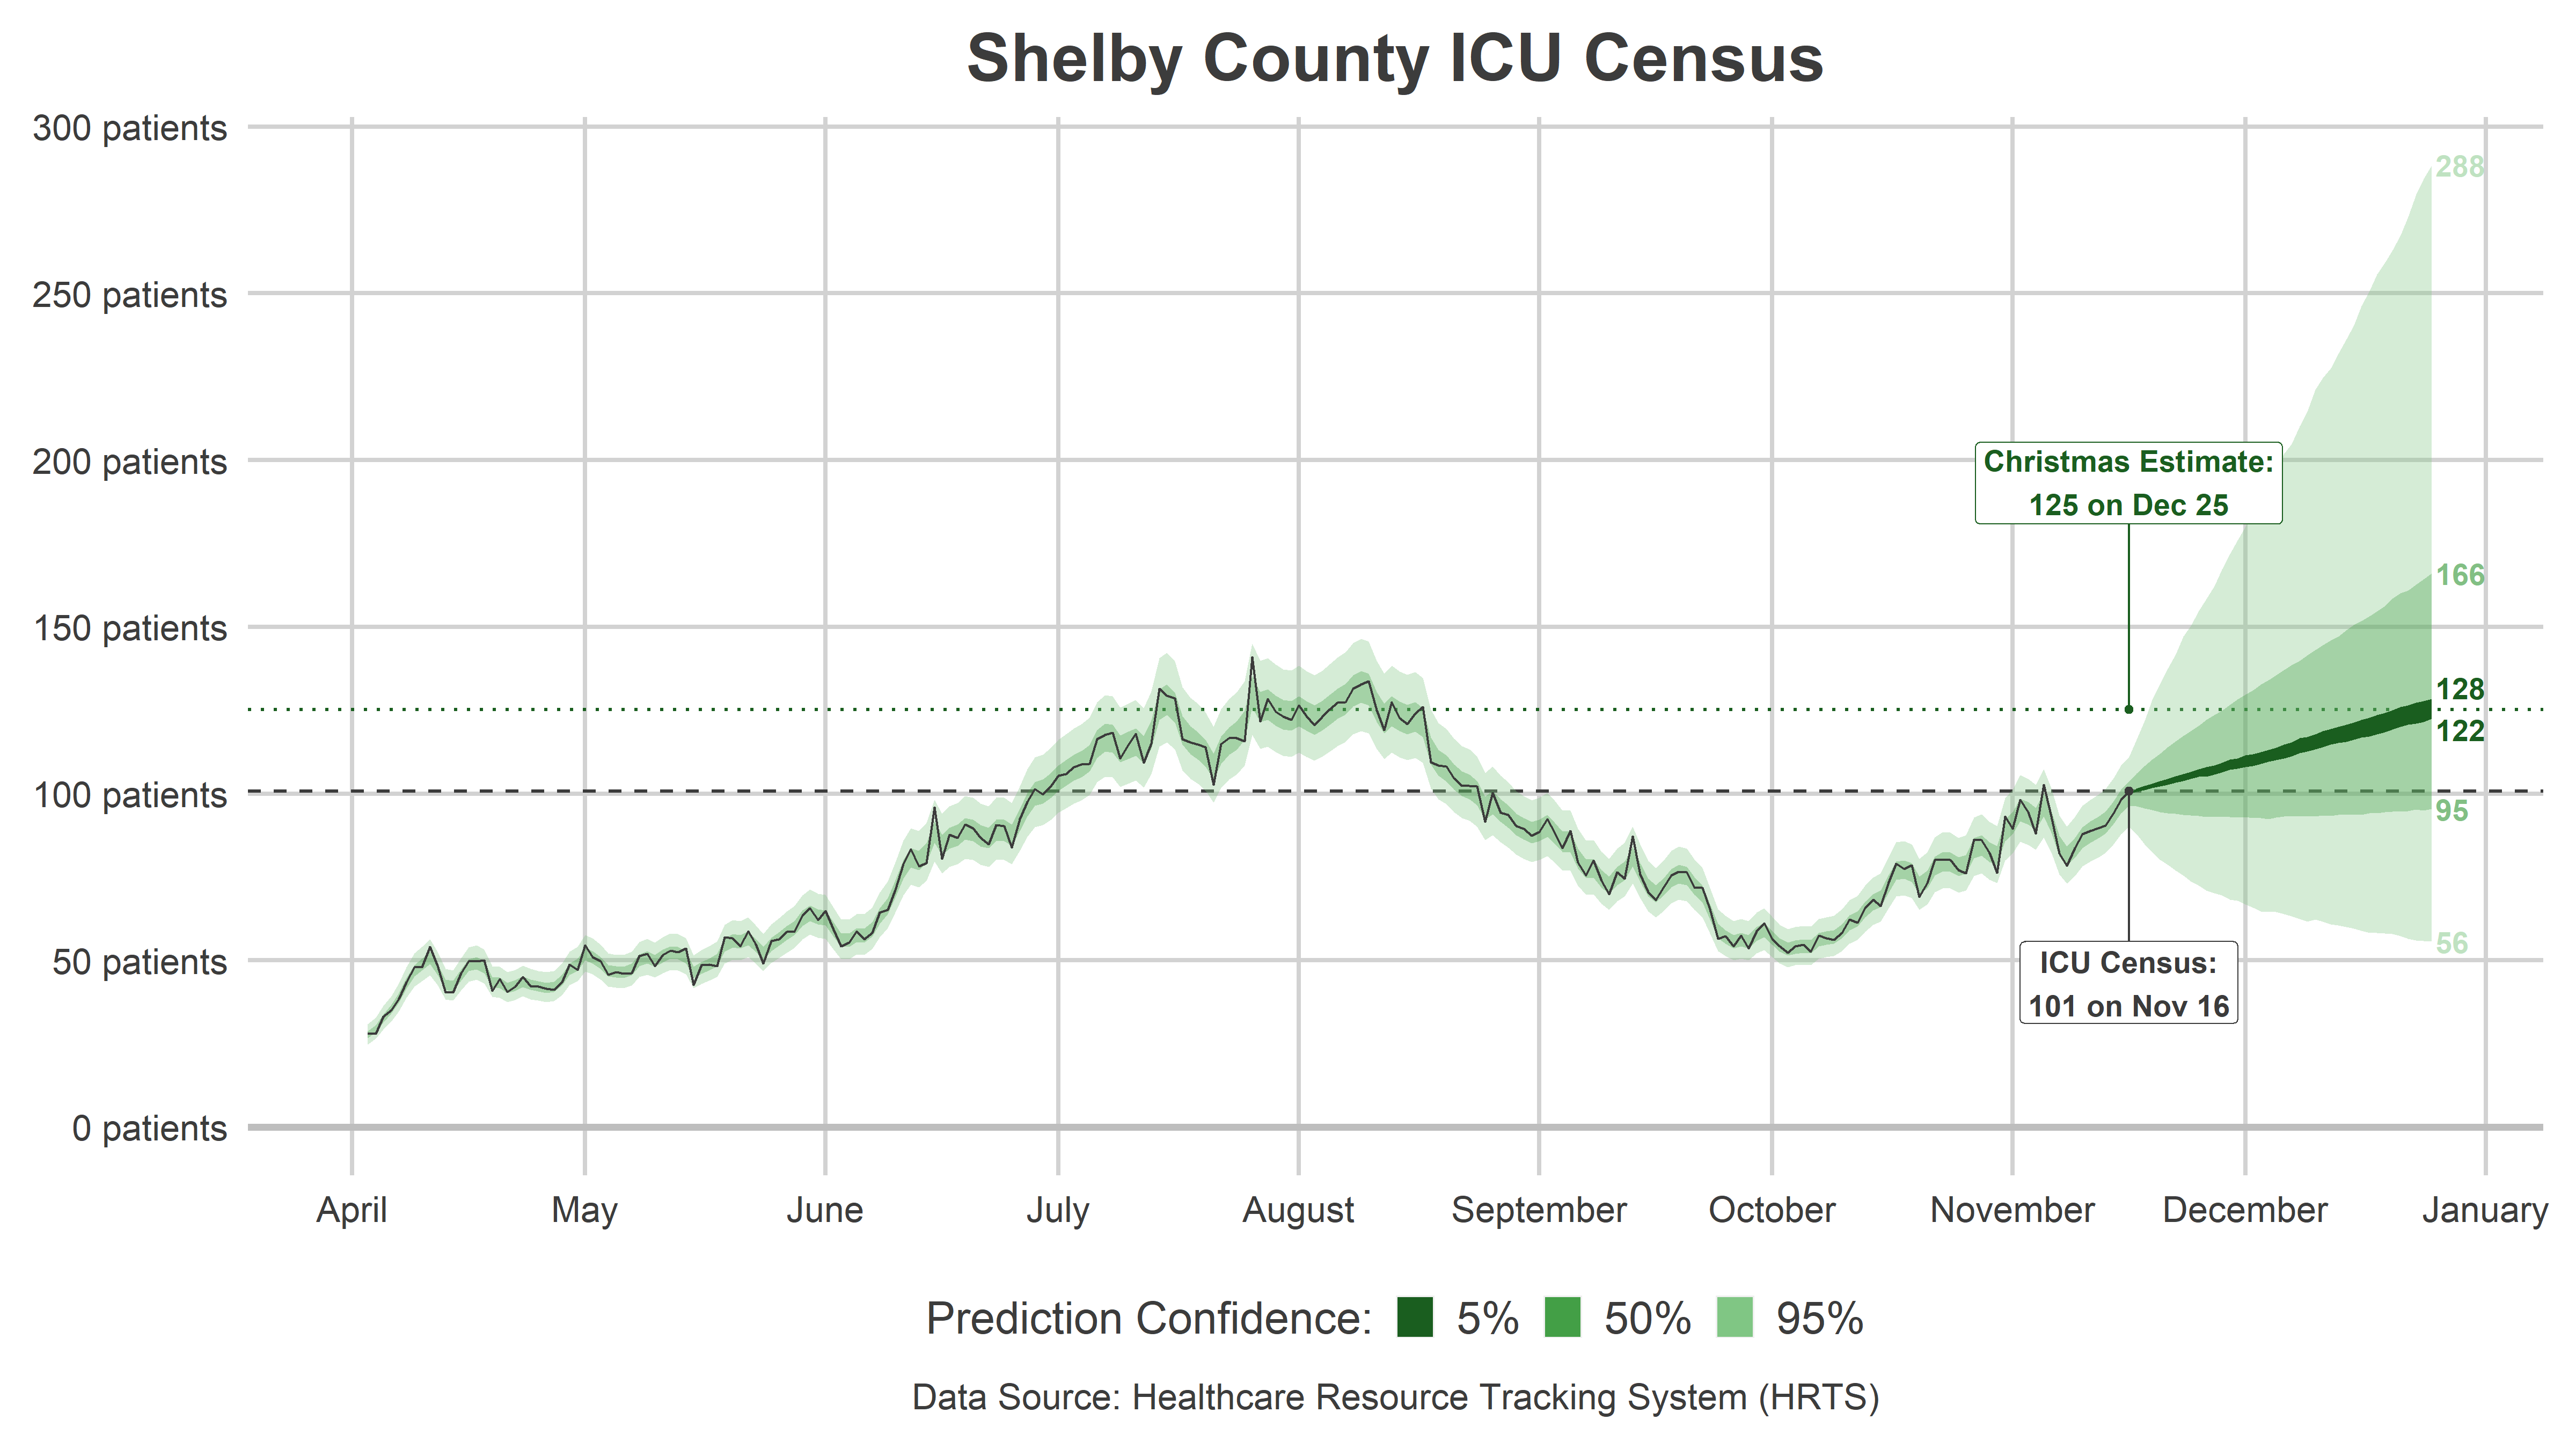 Shelby County ICU Census
300 patients
250 patients
200 patients
150 patients
100 patients
50 patients
0 patients
288
166
128
122
95
56
Christmas Estimate:
125 on Dec 25
ICU Census:
101 on Nov 16
April May June July August September October November December January
Prediction Confidence: 5% 50% 95%
Data Source: Healthcare Resource Tracking System (HRTS)